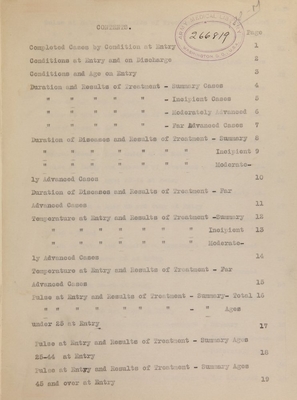 CONTENTS.
Page
266819
Completed Cases by Condition at Entry 1
Conditions at Entry and on Discharge 2
Conditions and Age on Entry 3
Duration and Results of Treatment - Summary Cases 4
" " " " " - Incipient Cases 5
" " " " " - Moderately Advanced 6
" " " " " - Far Advanced Cases 7
Duration of Diseases and Results of Treatment - Summary 8
" " " " " " " Incipient 9
" " " " " " " Moderate-
ly Advanced Cases 10
Duration of Diseases and Results of Treatment - Far
Advanced Cases 11
Temperature at Entry and Results of Treatment -Summary 12
" " " " " " Incipient 13
" " " " " " Moderate-
ly Advanced Cases 14
Temperature at Entry and Results of Treatment - Far
Advanced Cases 15
Pulse at Entry and Results of Treatment - Summary- Total 16
" " " " " " - " Ages
under 25 at Entry 17
Pulse at Entry and Results of Treatment - Summary Ages
25-44 at Entry 18
Pulse at Entry and Results of Treatment - Summary Ages
45 and over at Entry 19